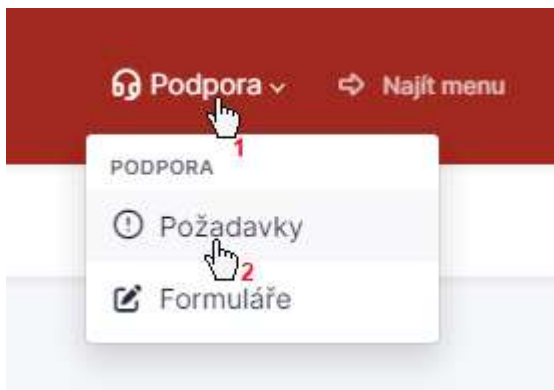 Podpora Najít menu
1
PODPORA
Požadavky
2
Formuláře